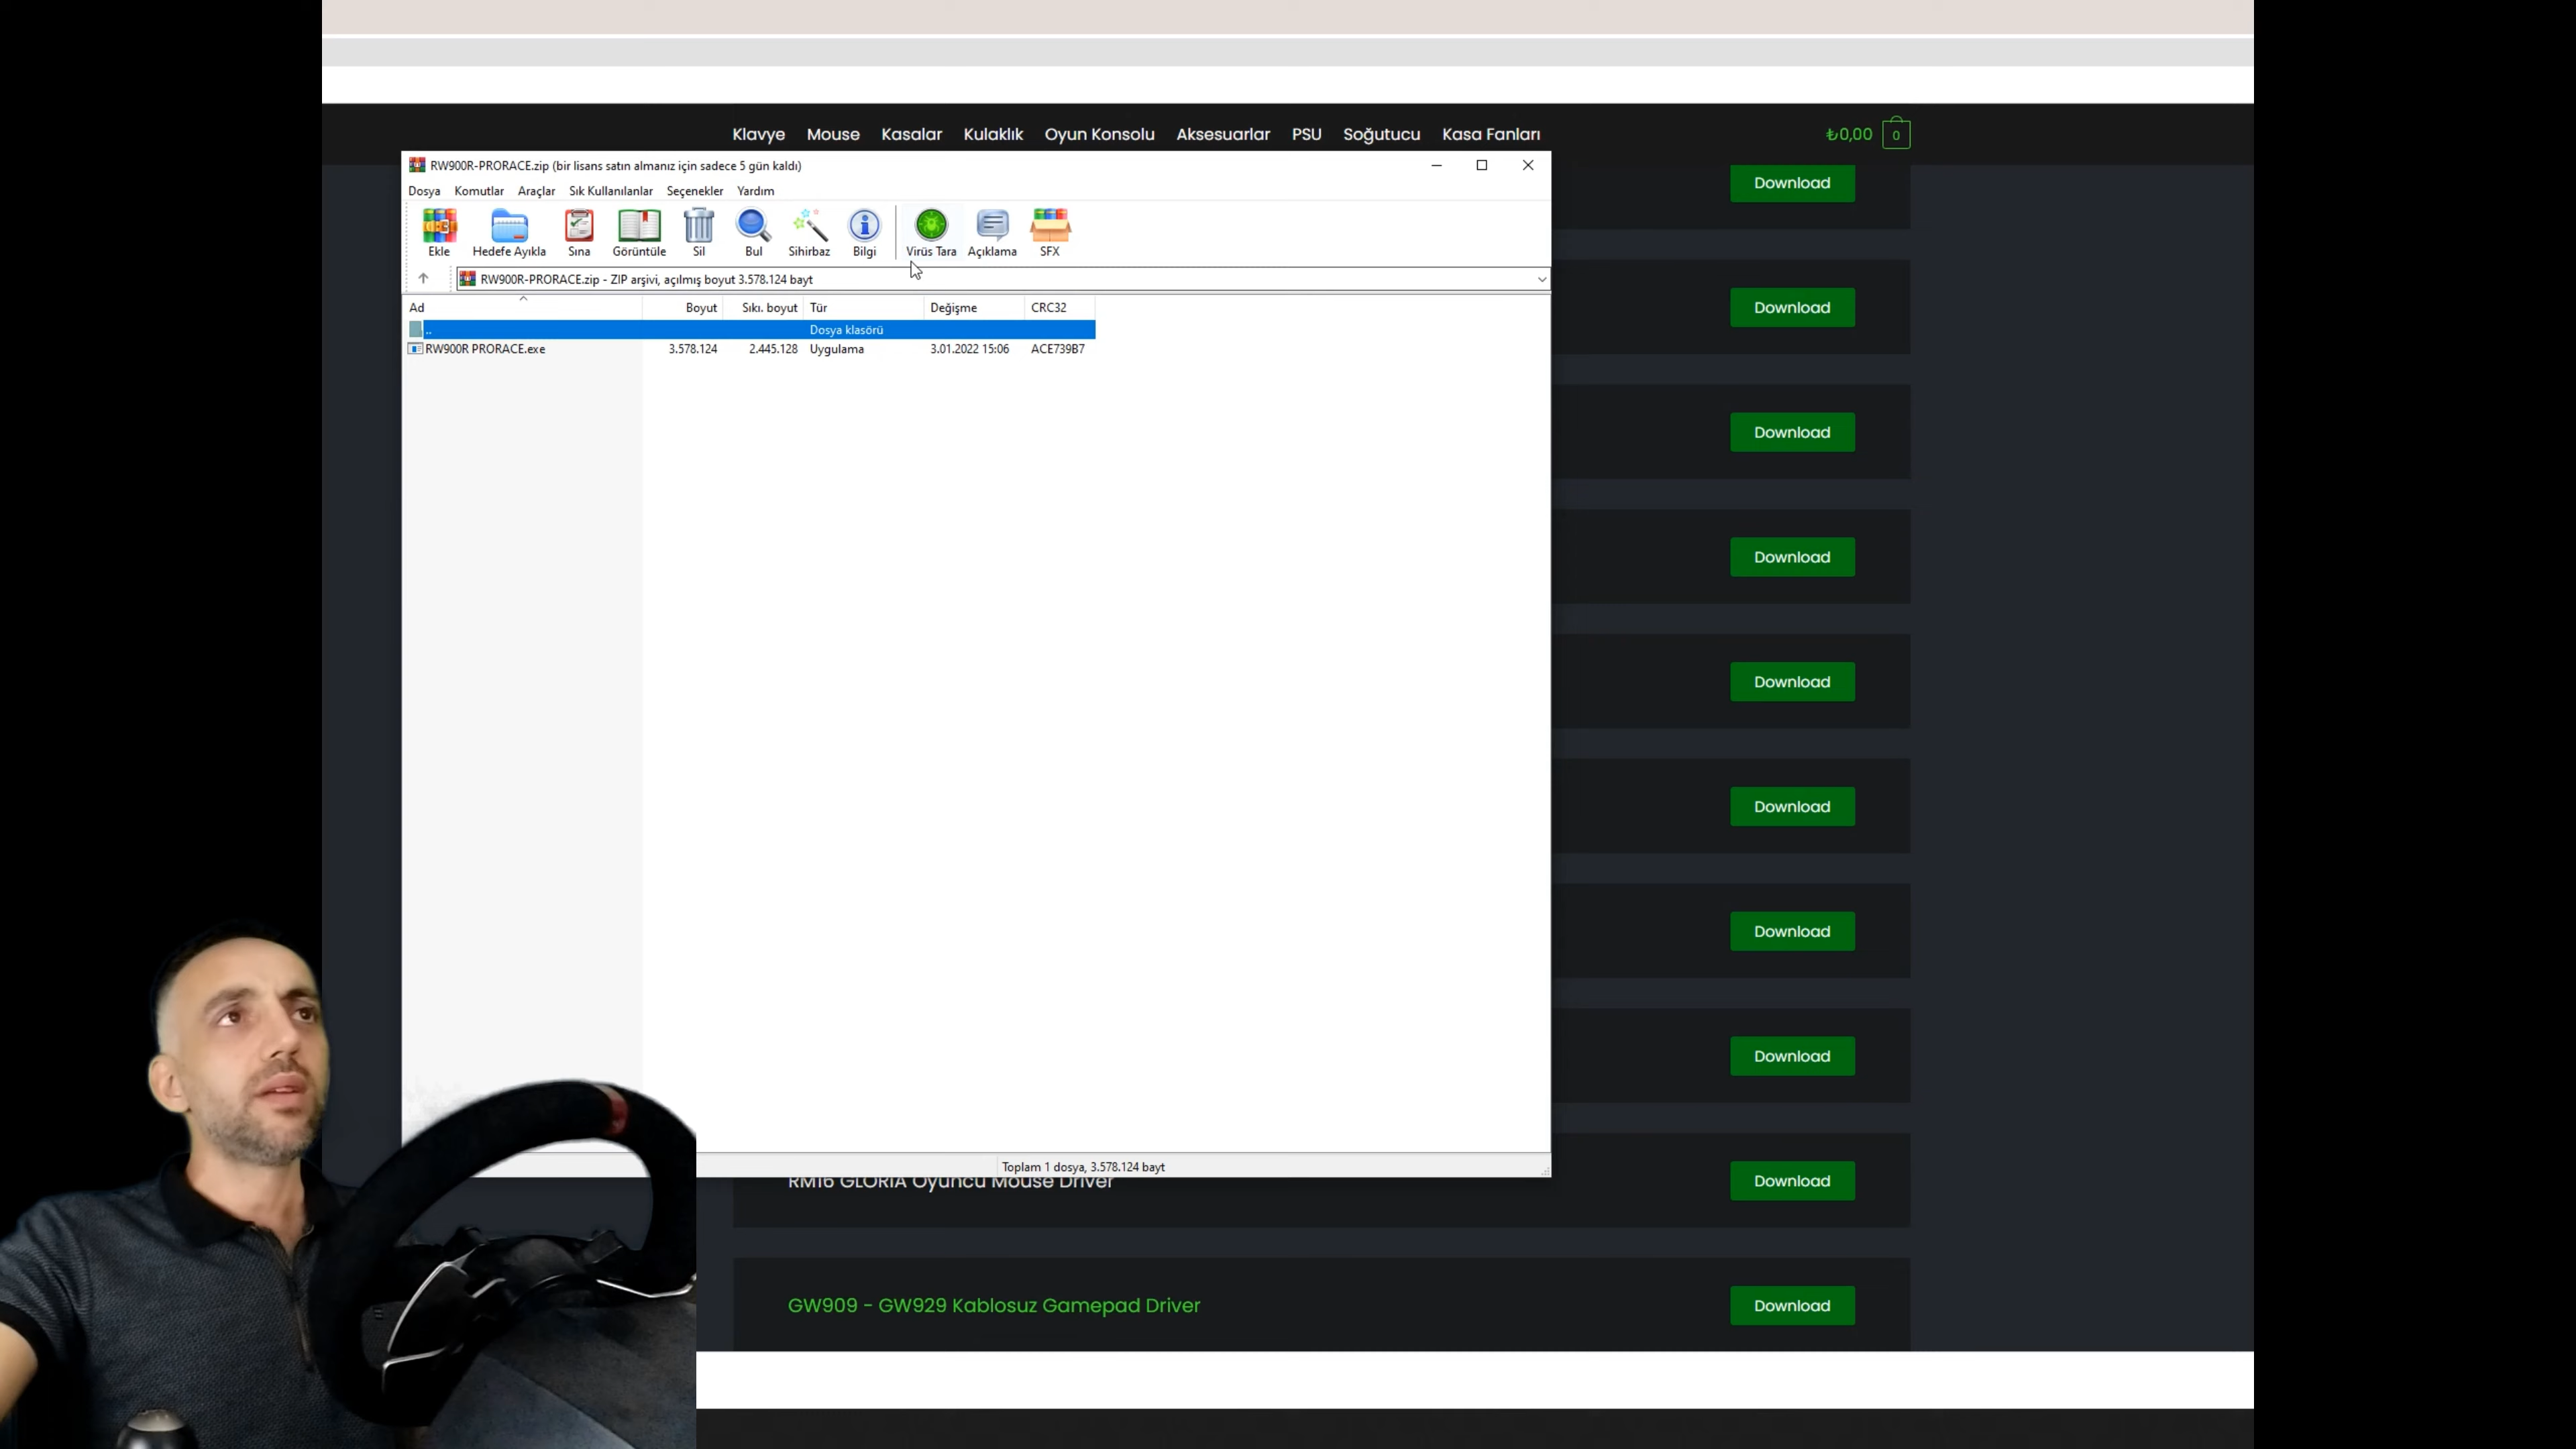 Klavye Mouse Kasalar Kulaklık Oyun Konsolu Aksesuarlar PSU Soğutucu Kasa Fanları ₺0,00 0
RW900R-PRORACE.zip (bir lisans satın almanız için sadece 5 gün kaldı)
Download
Dosya Komutlar Araçlar Sık Kullanılanlar Seçenekler Yardım
Ekle Hedefe Ayıkla Sına Görüntüle Sil Bul Sihirbaz Bilgi Virüs Tara Açıklama SFX
RW900R-PRORACE.zip - ZIP arşivi, açılmış boyut 3.578.124 bayt
Ad Boyut Sıkı. boyut Tür Değişme CRC32
Download
.. Dosya klasörü
RW900R PRORACE.exe 3.578.124 2.445.128 Uygulama 3.01.2022 15:06 ACE739B7
Download
Download
Download
Download
Download
Download
Toplam 1 dosya, 3.578.124 bayt
RM16 GLORIA Oyuncu Mouse Driver Download
GW909 - GW929 Kablosuz Gamepad Driver Download